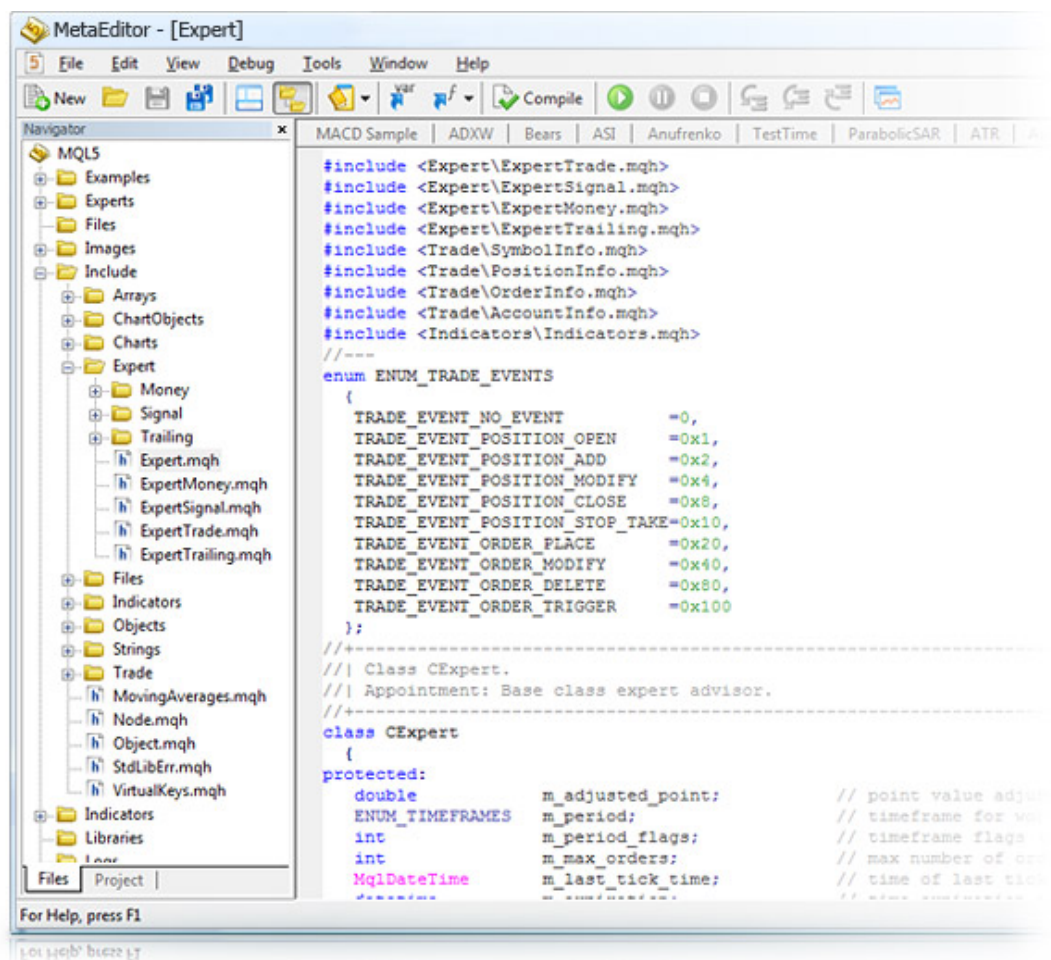 MetaEditor - [Expert]
File Edit View Debug Tools Window Help
New var f Compile
Navigator x
MACD Sample | ADXW | Bears | ASI | Anufrenko | TestTime | ParabolicSAR | ATR |
MQL5
Examples
Experts
Files
Images
Include
Arrays
ChartObjects
Charts
Expert
Money
Signal
Trailing
Expert.mqh
ExpertMoney.mqh
ExpertSignal.mqh
ExpertTrade.mqh
ExpertTrailing.mqh
Files
Indicators
Objects
Strings
Trade
MovingAverages.mqh
Node.mqh
Object.mqh
StdLibErr.mqh
VirtualKeys.mqh
Indicators
Libraries
Logs
Files Project |
#include <Expert\ExpertTrade.mqh>
#include <Expert\ExpertSignal.mqh>
#include <Expert\ExpertMoney.mqh>
#include <Expert\ExpertTrailing.mqh>
#include <Trade\SymbolInfo.mqh>
#include <Trade\PositionInfo.mqh>
#include <Trade\OrderInfo.mqh>
#include <Trade\AccountInfo.mqh>
#include <Indicators\Indicators.mqh>
//---
enum ENUM_TRADE_EVENTS
{
TRADE_EVENT_NO_EVENT =0,
TRADE_EVENT_POSITION_OPEN =0x1,
TRADE_EVENT_POSITION_ADD =0x2,
TRADE_EVENT_POSITION_MODIFY =0x4,
TRADE_EVENT_POSITION_CLOSE =0x8,
TRADE_EVENT_POSITION_STOP_TAKE=0x10,
TRADE_EVENT_ORDER_PLACE =0x20,
TRADE_EVENT_ORDER_MODIFY =0x40,
TRADE_EVENT_ORDER_DELETE =0x80,
TRADE_EVENT_ORDER_TRIGGER =0x100
};
//+---------------------------------------------------
//| Class CExpert.
//| Appointment: Base class expert advisor.
//+---------------------------------------------------
class CExpert
{
protected:
double m_adjusted_point; // point value
ENUM_TIMEFRAMES m_period; // timeframe for
int m_period_flags; // timeframe flags
int m_max_orders; // max number of
MqlDateTime m_last_tick_time; // time of last
For Help, press F1